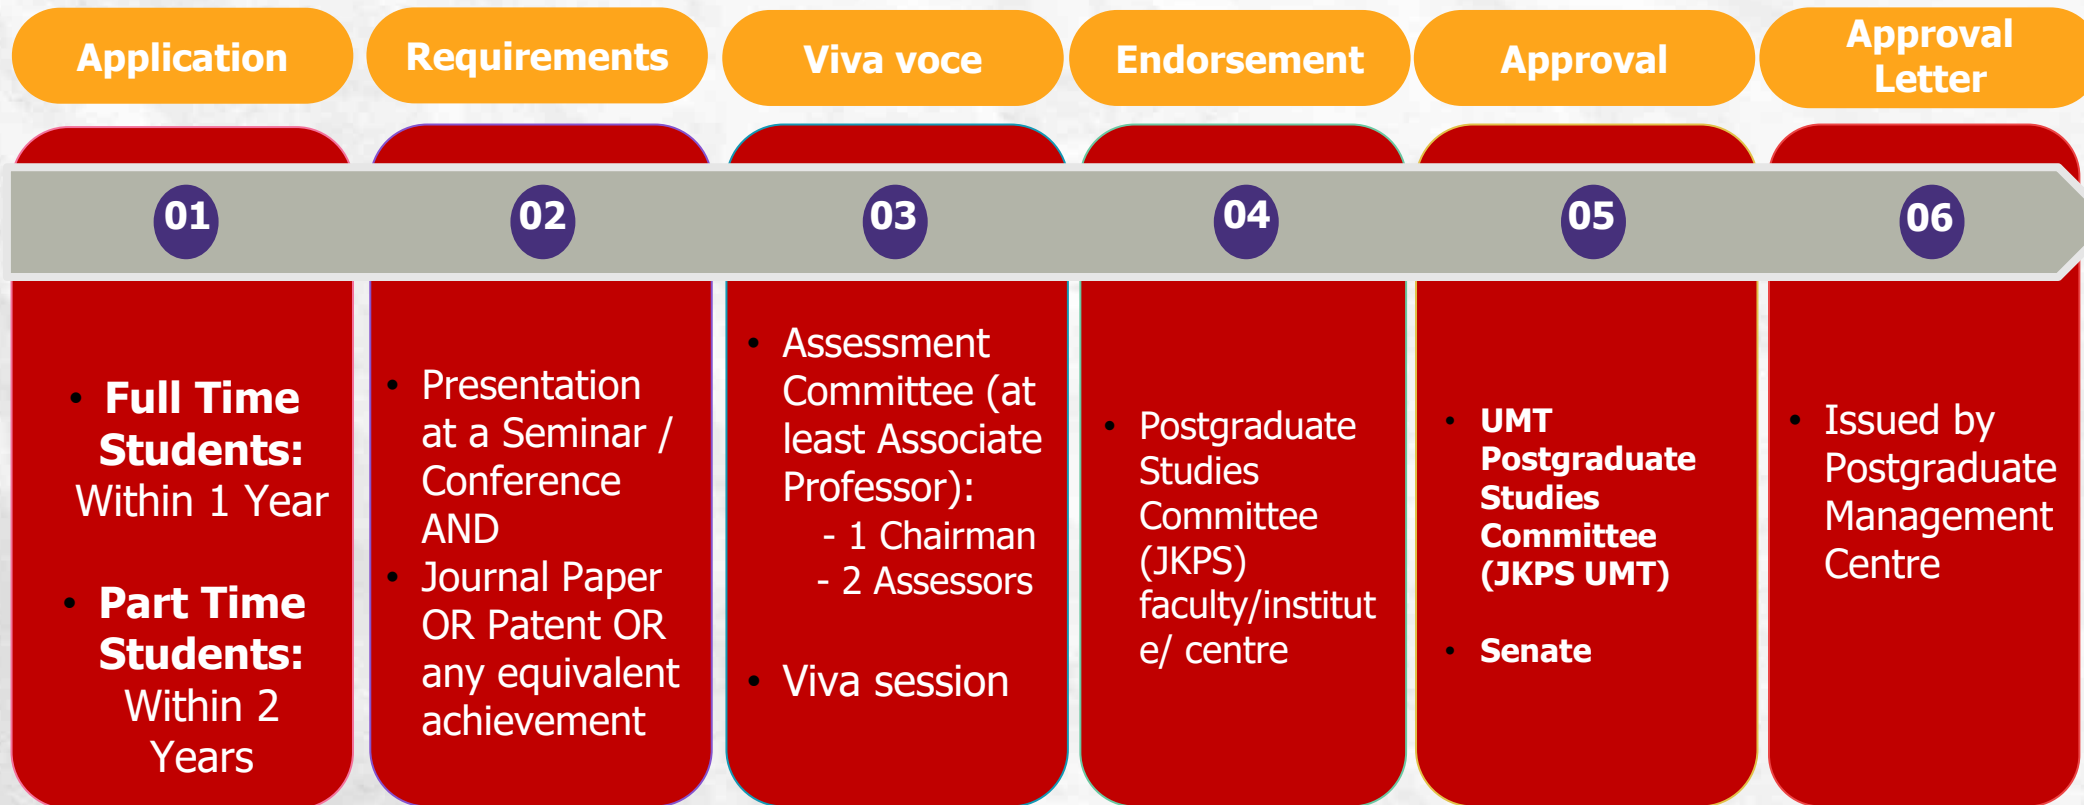 Application
Requirements
Viva voce
Endorsement
Approval
Approval
Letter
01
02
03
04
05
06
• Full Time
Students:
Within 1 Year
• Part Time
Students:
Within 2
Years
• Presentation
at a Seminar /
Conference
AND
• Journal Paper
OR Patent OR
any equivalent
achievement
• Assessment
Committee (at
least Associate
Professor):
- 1 Chairman
- 2 Assessors
• Viva session
• Postgraduate
Studies
Committee
(JKPS)
faculty/institut
e/ centre
• UMT
Postgraduate
Studies
Committee
(JKPS UMT)
• Senate
• Issued by
Postgraduate
Management
Centre